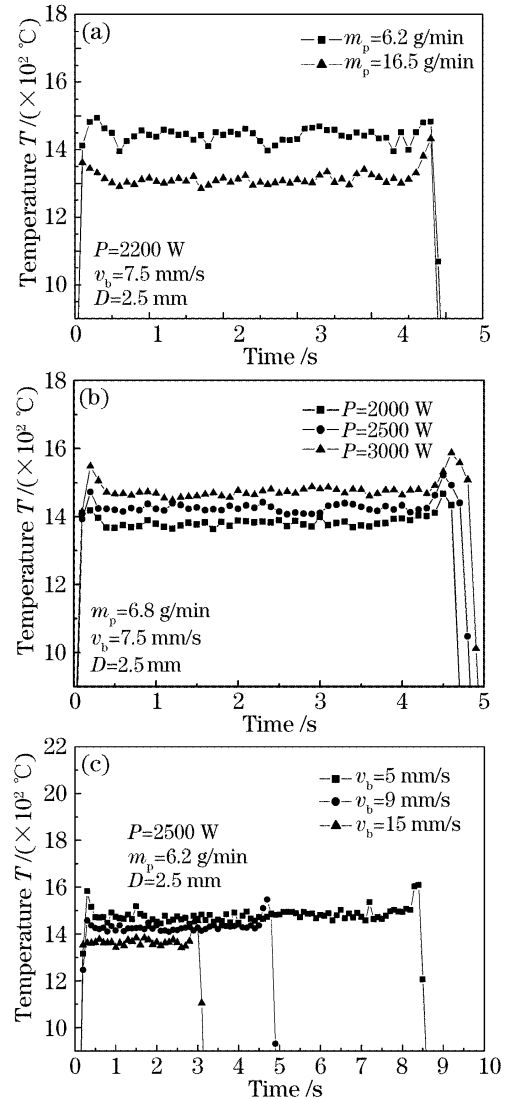 (a)
m_p=6.2 g/min
m_p=16.5 g/min
P=2200 W
v_b=7.5 mm/s
D=2.5 mm
Temperature T/(×10² ℃)
18
16
14
12
10
0 1 2 3 4 5
Time /s
(b)
P=2000 W
P=2500 W
P=3000 W
m_p=6.8 g/min
v_b=7.5 mm/s
D=2.5 mm
Temperature T/(×10² ℃)
18
16
14
12
10
0 1 2 3 4 5
Time /s
(c)
v_b=5 mm/s
v_b=9 mm/s
v_b=15 mm/s
P=2500 W
m_p=6.2 g/min
D=2.5 mm
Temperature T/(×10² ℃)
22
20
18
16
14
12
10
0 1 2 3 4 5 6 7 8 9 10
Time /s